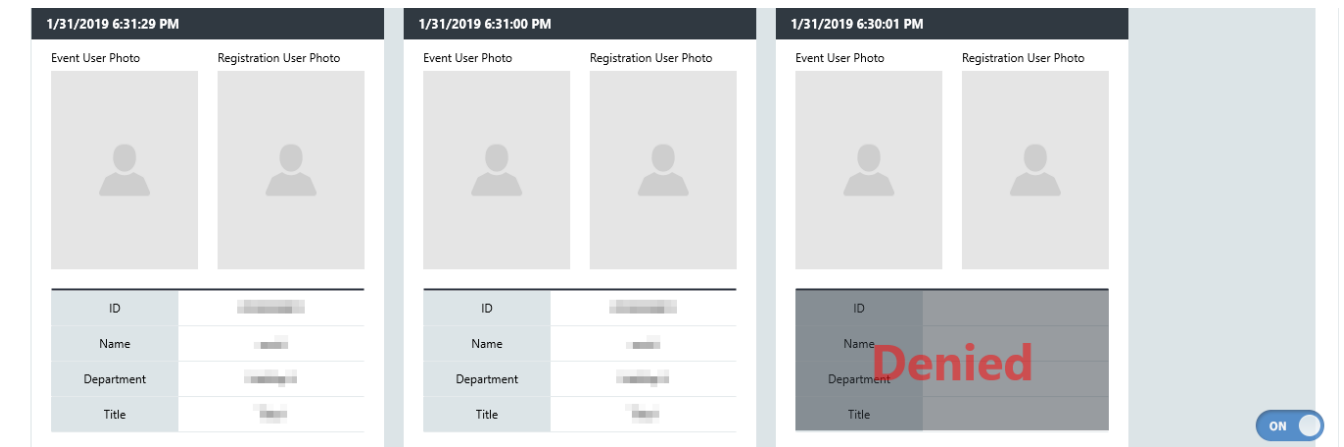 1/31/2019 6:31:29 PM
Event User Photo Registration User Photo
ID
Name
Department
Title
1/31/2019 6:31:00 PM
Event User Photo Registration User Photo
ID
Name
Department
Title
1/31/2019 6:30:01 PM
Event User Photo Registration User Photo
ID
Name
Department
Title
Denied
ON